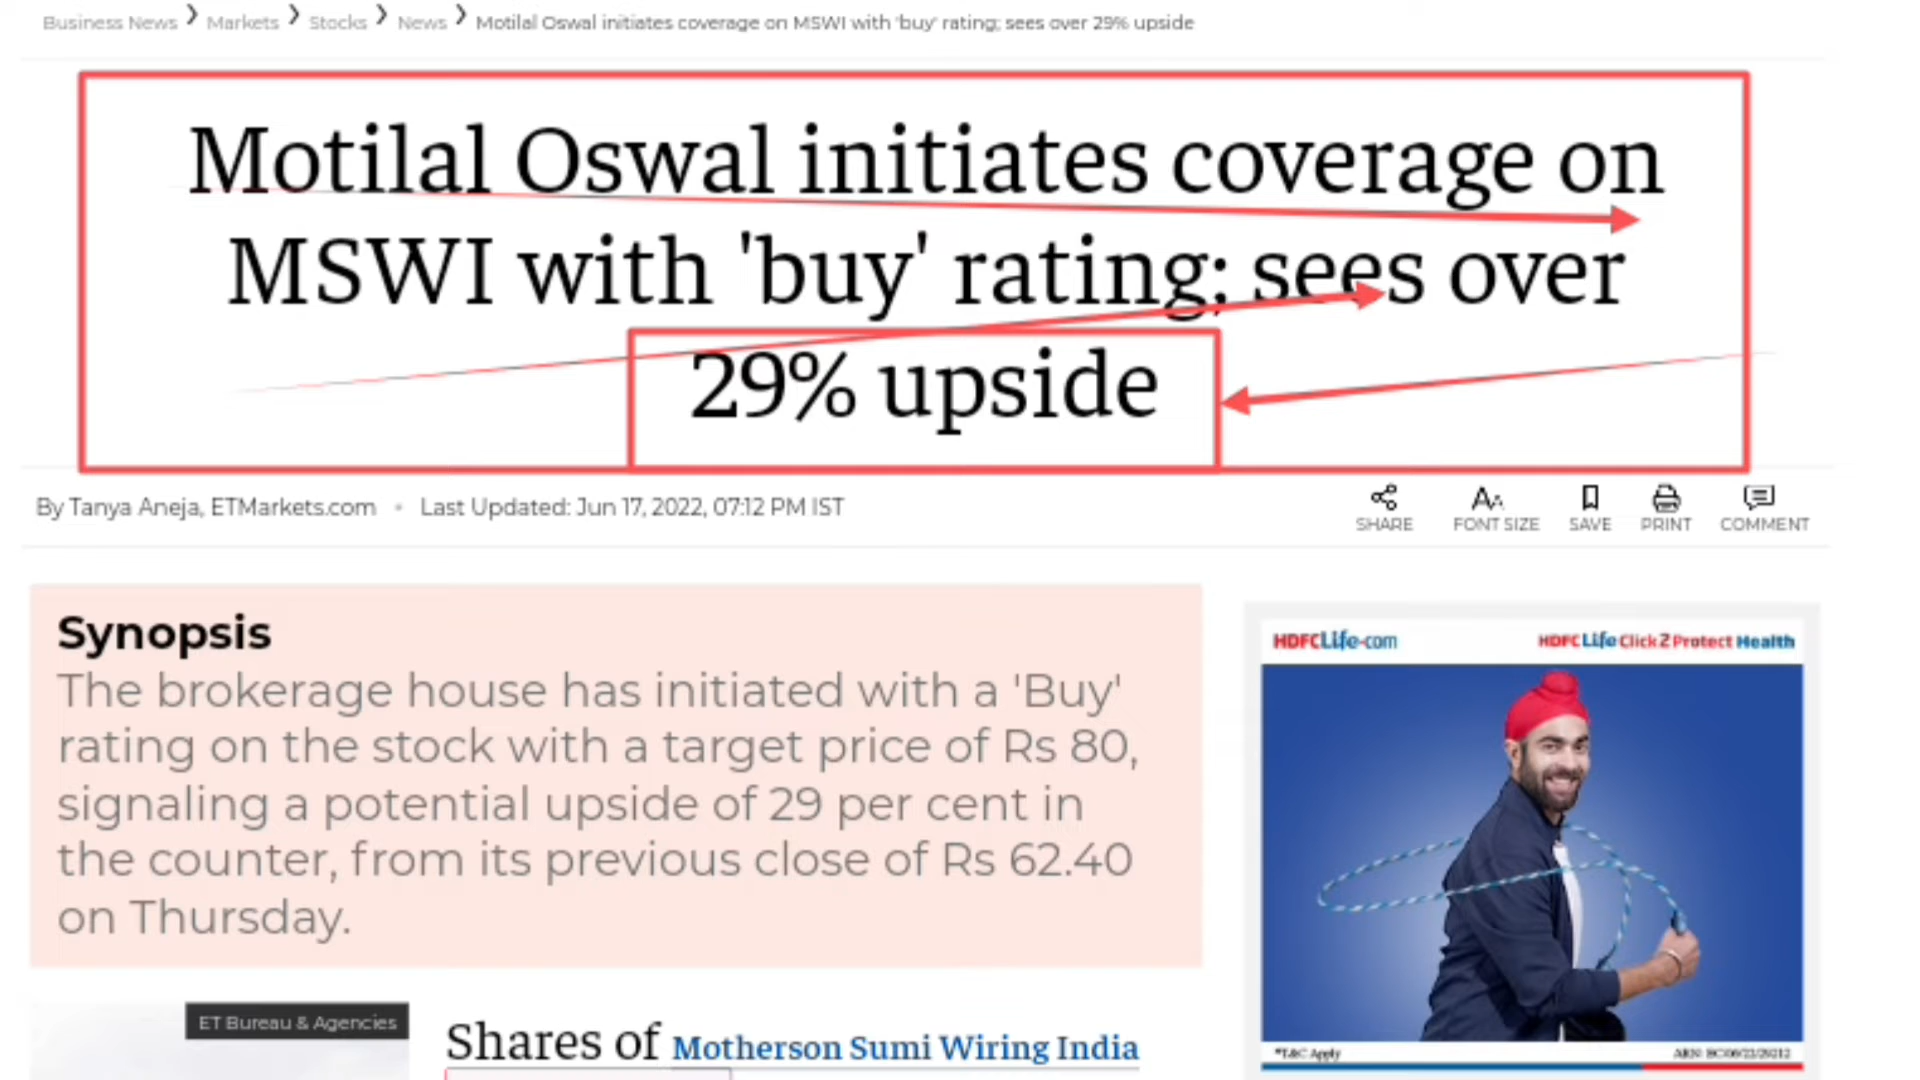 Business News > Markets > Stocks > News > Motilal Oswal initiates coverage on MSWI with 'buy' rating; sees over 29% upside
Motilal Oswal initiates coverage on
MSWI with 'buy' rating; sees over
29% upside
By Tanya Aneja, ETMarkets.com • Last Updated: Jun 17, 2022, 07:12 PM IST
SHARE FONT SIZE SAVE PRINT COMMENT
Synopsis
The brokerage house has initiated with a 'Buy'
rating on the stock with a target price of Rs 80,
signaling a potential upside of 29 per cent in
the counter, from its previous close of Rs 62.40
on Thursday.
HDFCLife.com HDFC Life Click 2 Protect Health
*T&C Apply
ET Bureau & Agencies
Shares of Motherson Sumi Wiring India